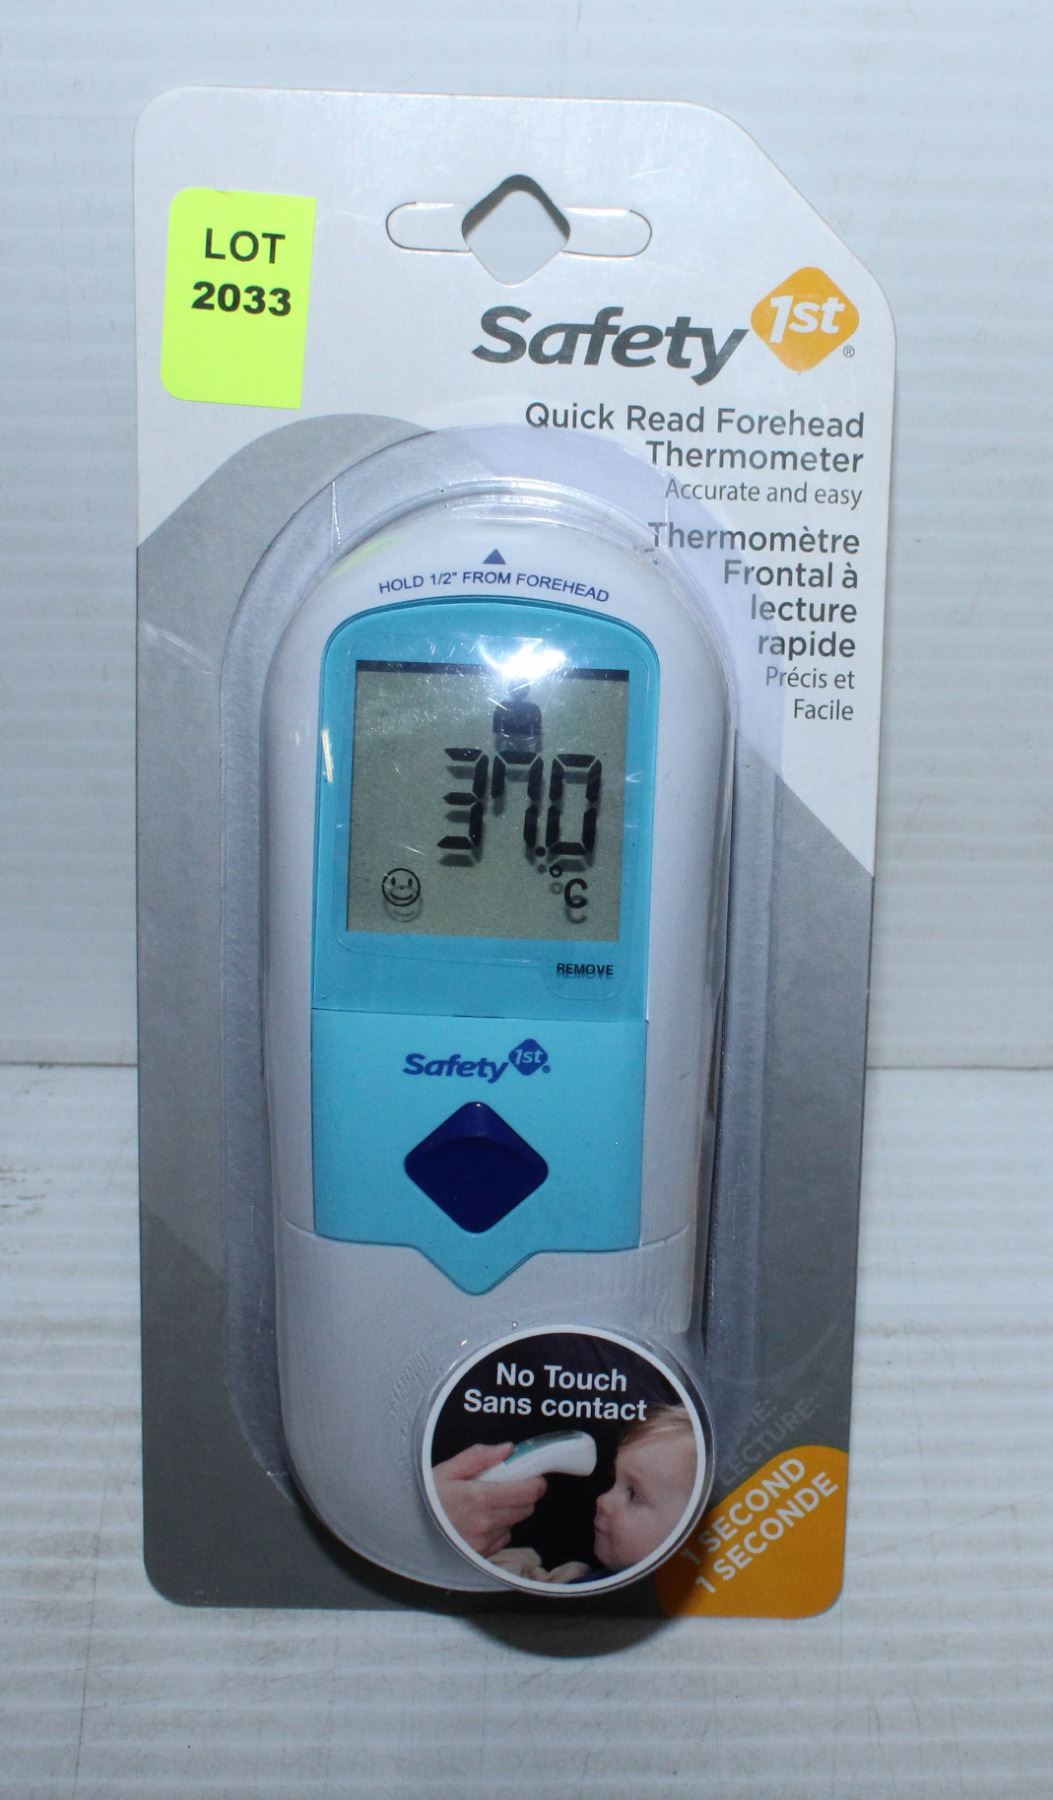 LOT
2033
Safety 1st®
Quick Read Forehead
Thermometer
Accurate and easy
Thermomètre
Frontal à
lecture
rapide
Précis et
Facile
HOLD 1/2" FROM FOREHEAD
37.0
°C
REMOVE
Safety 1st®
No Touch
Sans contact
LECTURE:
1 SECOND
1 SECONDE